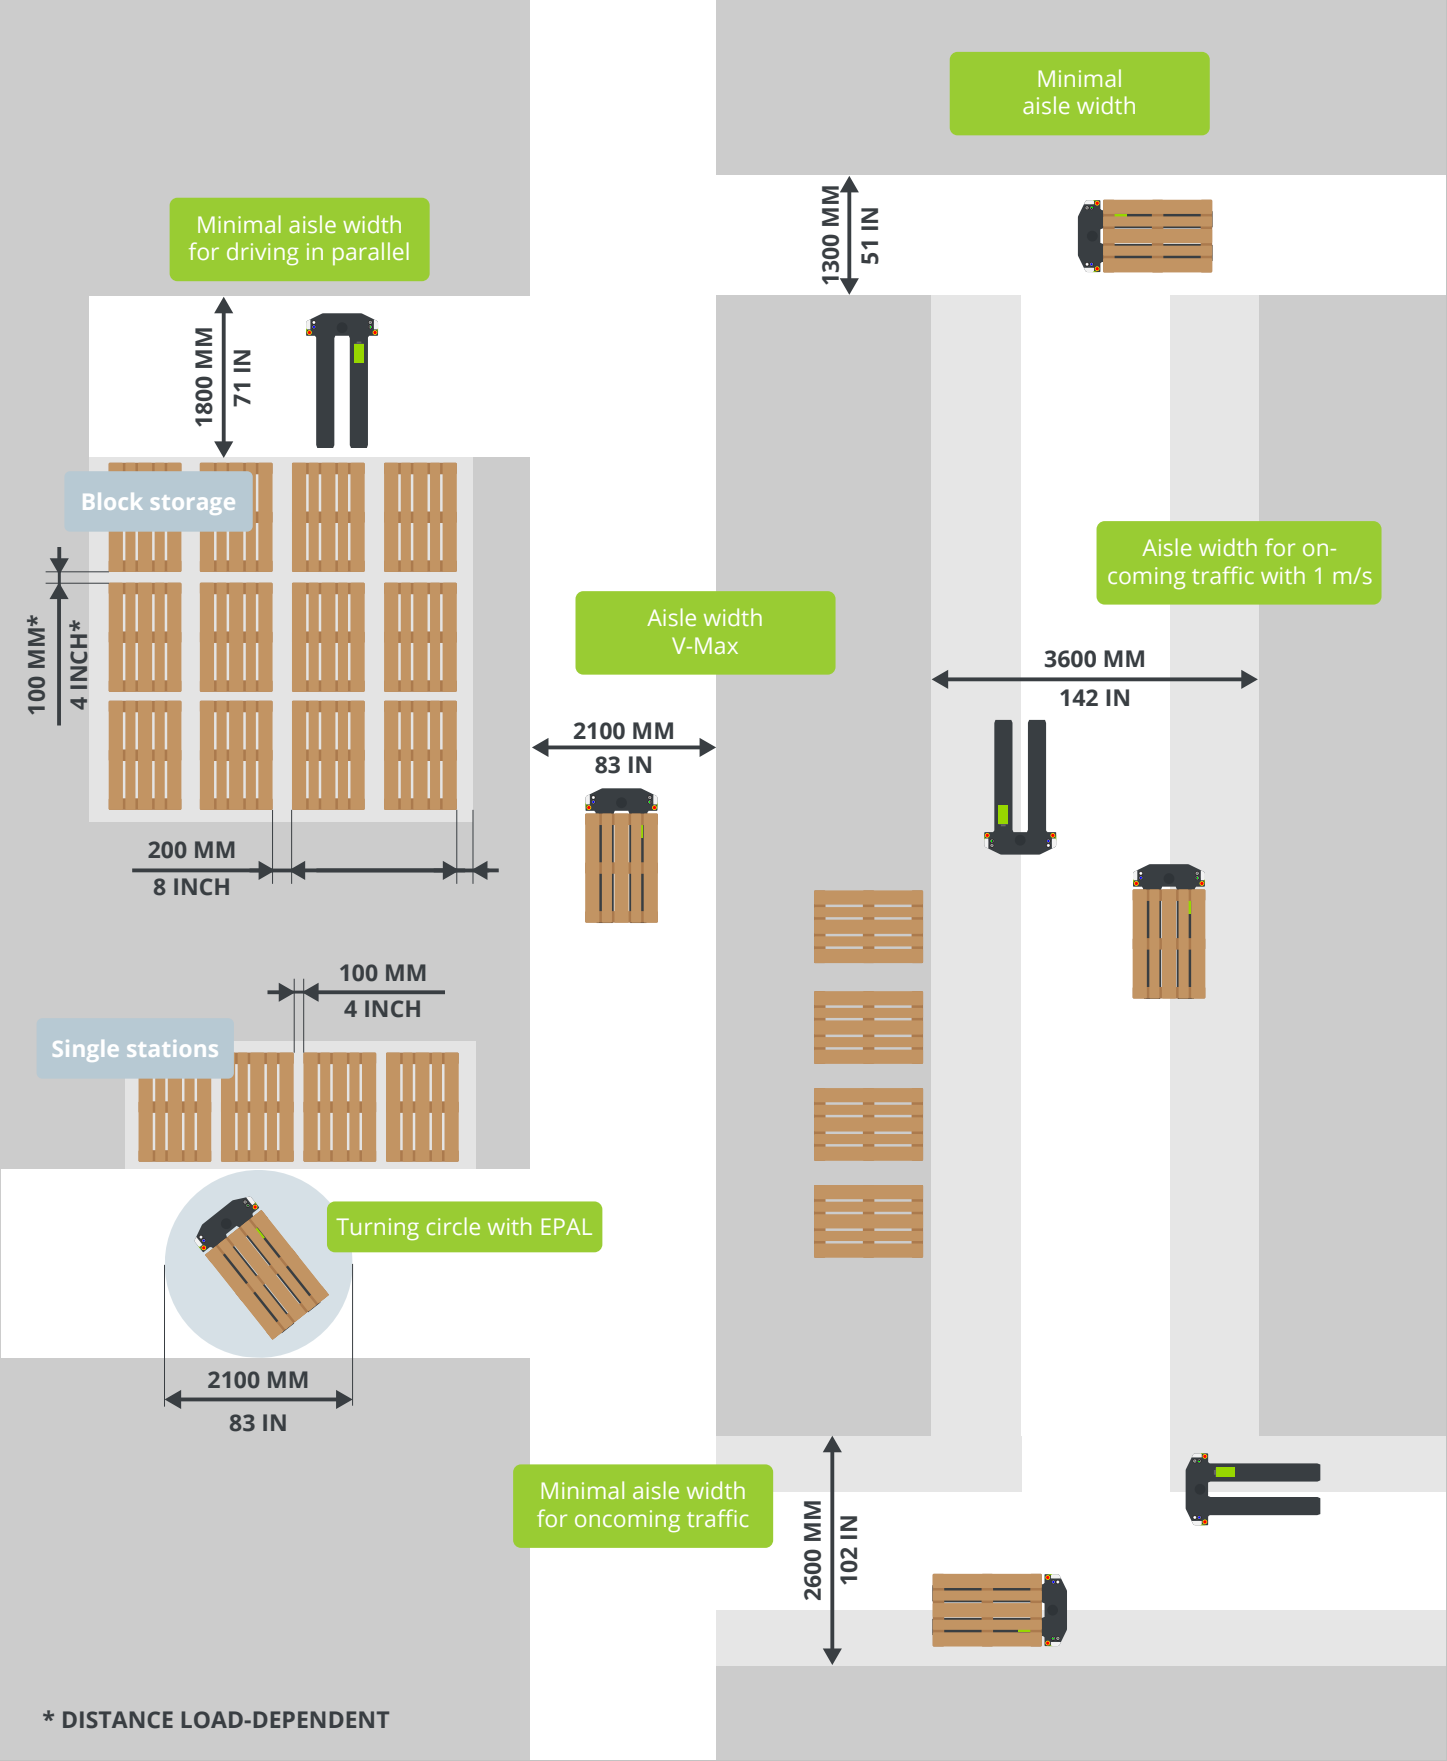 Minimal
aisle width
1300 MM
51 IN
Minimal aisle width
for driving in parallel
1800 MM
71 IN
Block storage
100 MM*
4 INCH*
200 MM
8 INCH
Aisle width
V-Max
2100 MM
83 IN
Aisle width for on-
coming traffic with 1 m/s
3600 MM
142 IN
100 MM
4 INCH
Single stations
Turning circle with EPAL
2100 MM
83 IN
Minimal aisle width
for oncoming traffic
2600 MM
102 IN
* DISTANCE LOAD-DEPENDENT